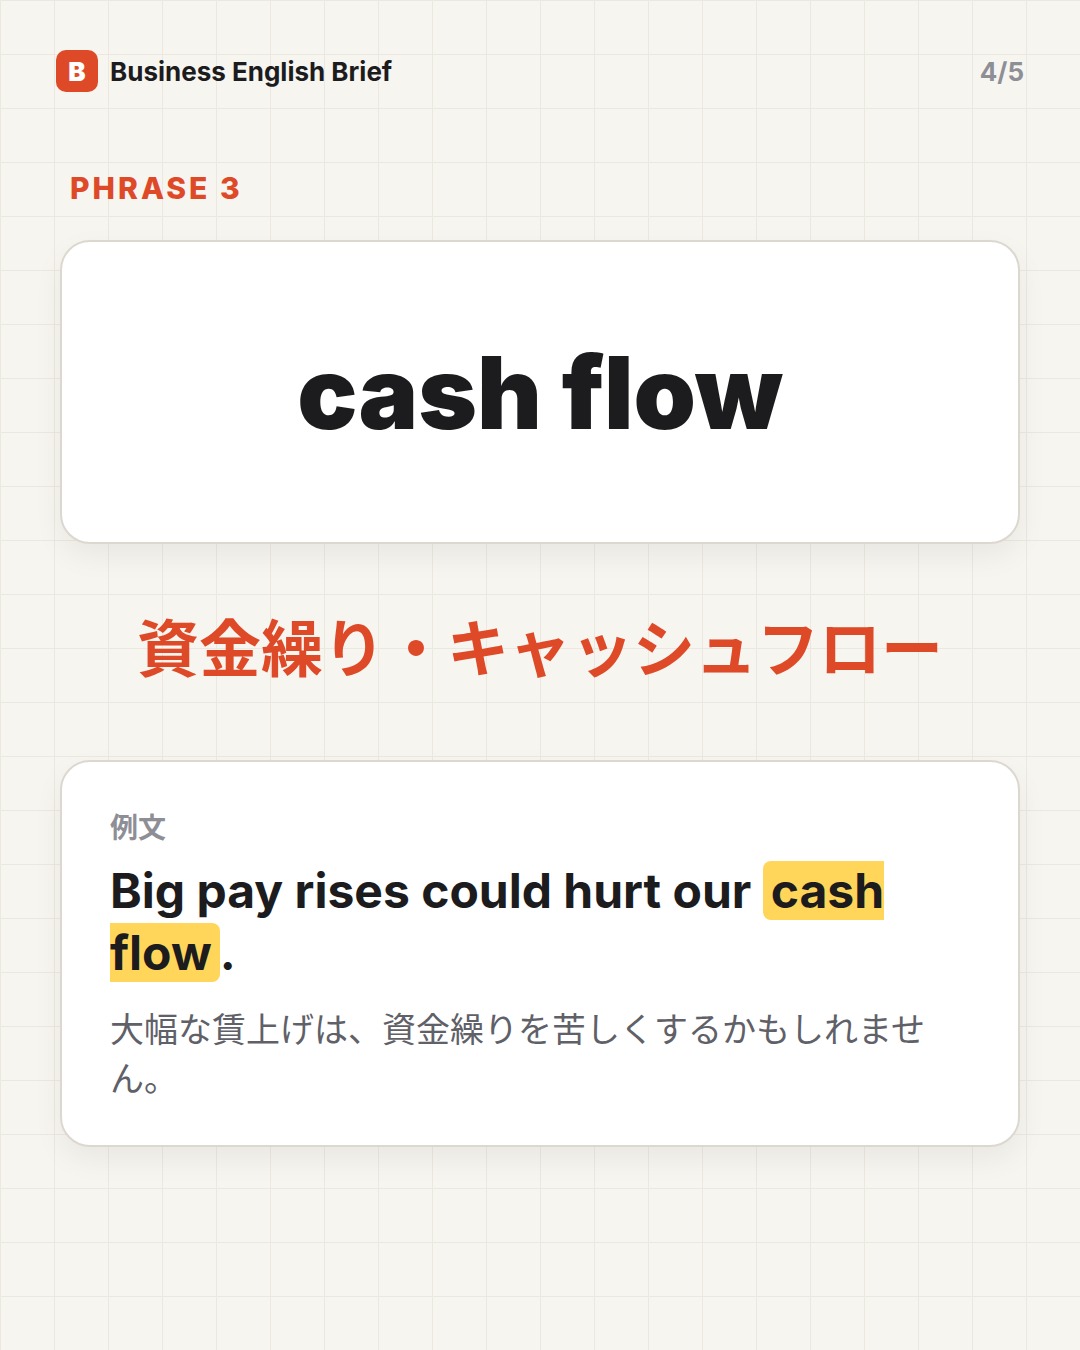 B Business English Brief 4/5
PHRASE 3
cash flow
資金繰り・キャッシュフロー
例文
Big pay rises could hurt our cash
flow.
大幅な賃上げは、資金繰りを苦しくするかもしれませ
ん。